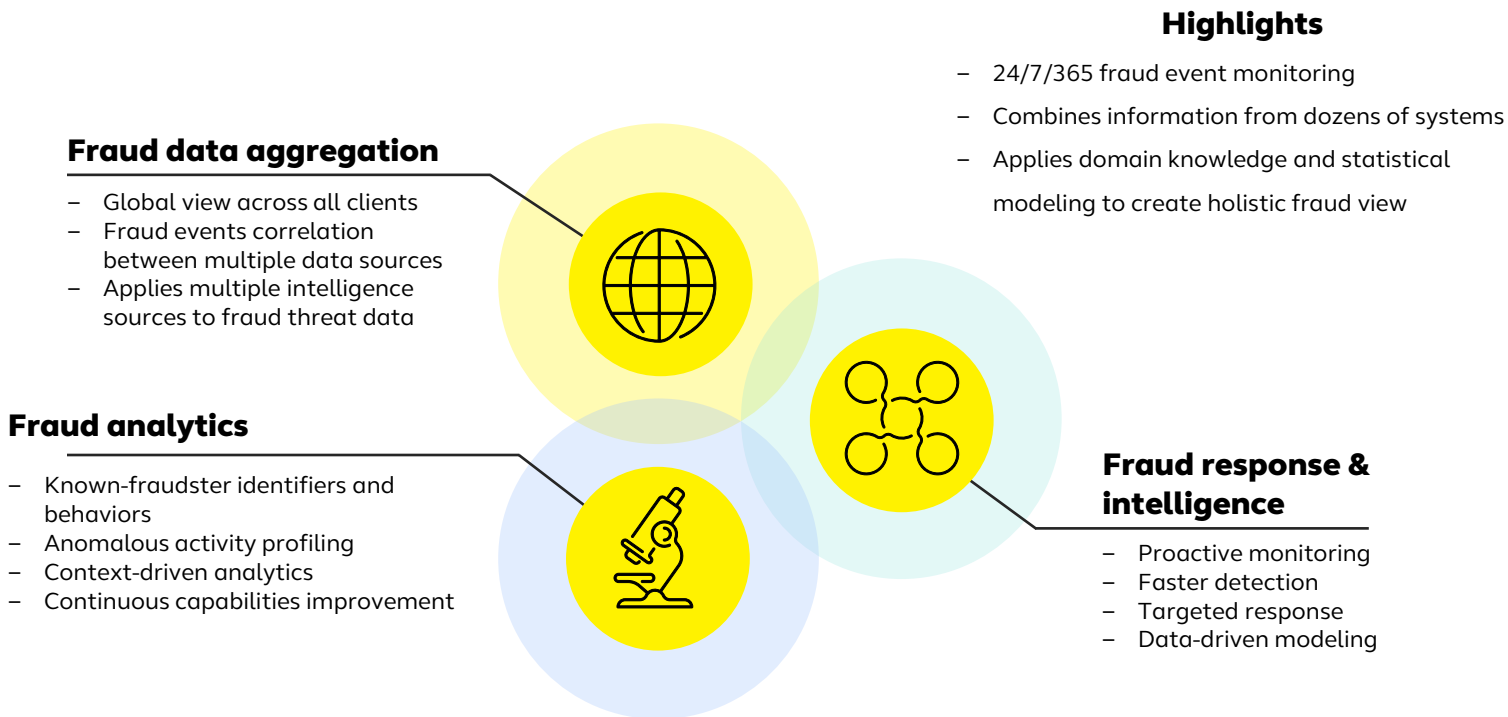 Highlights
– 24/7/365 fraud event monitoring
– Combines information from dozens of systems
– Applies domain knowledge and statistical
modeling to create holistic fraud view
Fraud data aggregation
– Global view across all clients
– Fraud events correlation
between multiple data sources
– Applies multiple intelligence
sources to fraud threat data
Fraud analytics
– Known-fraudster identifiers and
behaviors
– Anomalous activity profiling
– Context-driven analytics
– Continuous capabilities improvement
Fraud response &
intelligence
– Proactive monitoring
– Faster detection
– Targeted response
– Data-driven modeling